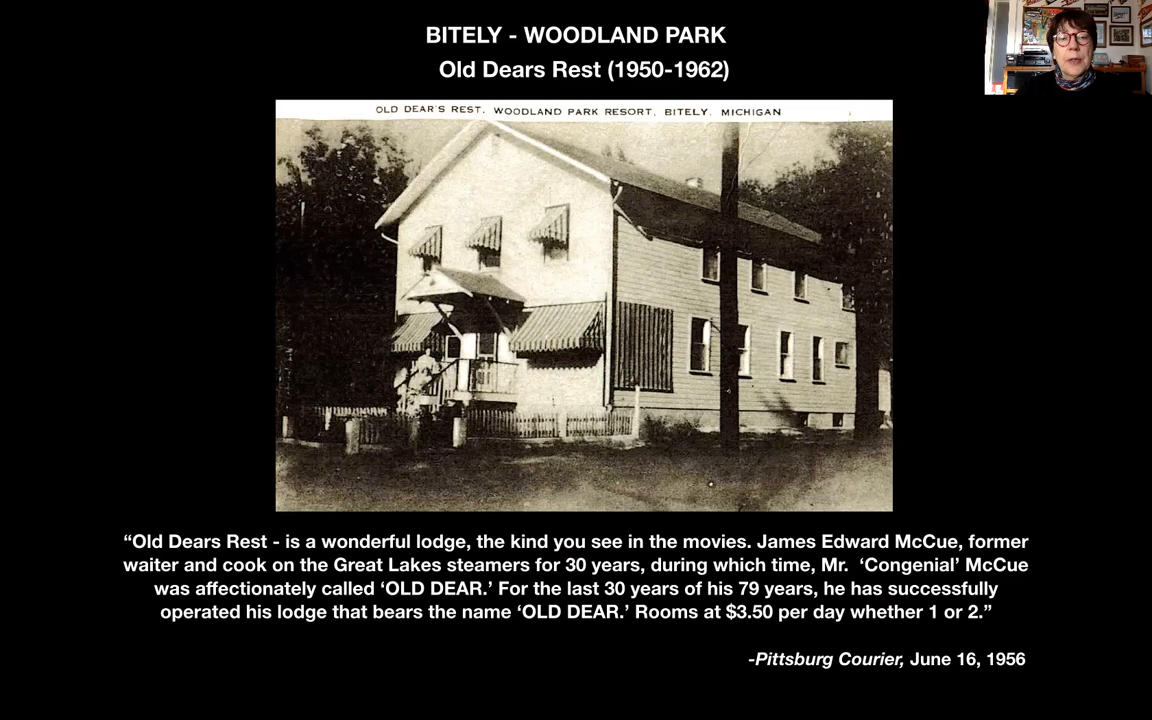 BITELY - WOODLAND PARK
Old Dears Rest (1950-1962)
OLD DEAR'S REST, WOODLAND PARK RESORT, BITELY, MICHIGAN
“Old Dears Rest - is a wonderful lodge, the kind you see in the movies. James Edward McCue, former
waiter and cook on the Great Lakes steamers for 30 years, during which time, Mr. ‘Congenial’ McCue
was affectionately called ‘OLD DEAR.’ For the last 30 years of his 79 years, he has successfully
operated his lodge that bears the name ‘OLD DEAR.’ Rooms at $3.50 per day whether 1 or 2.”
-Pittsburg Courier, June 16, 1956